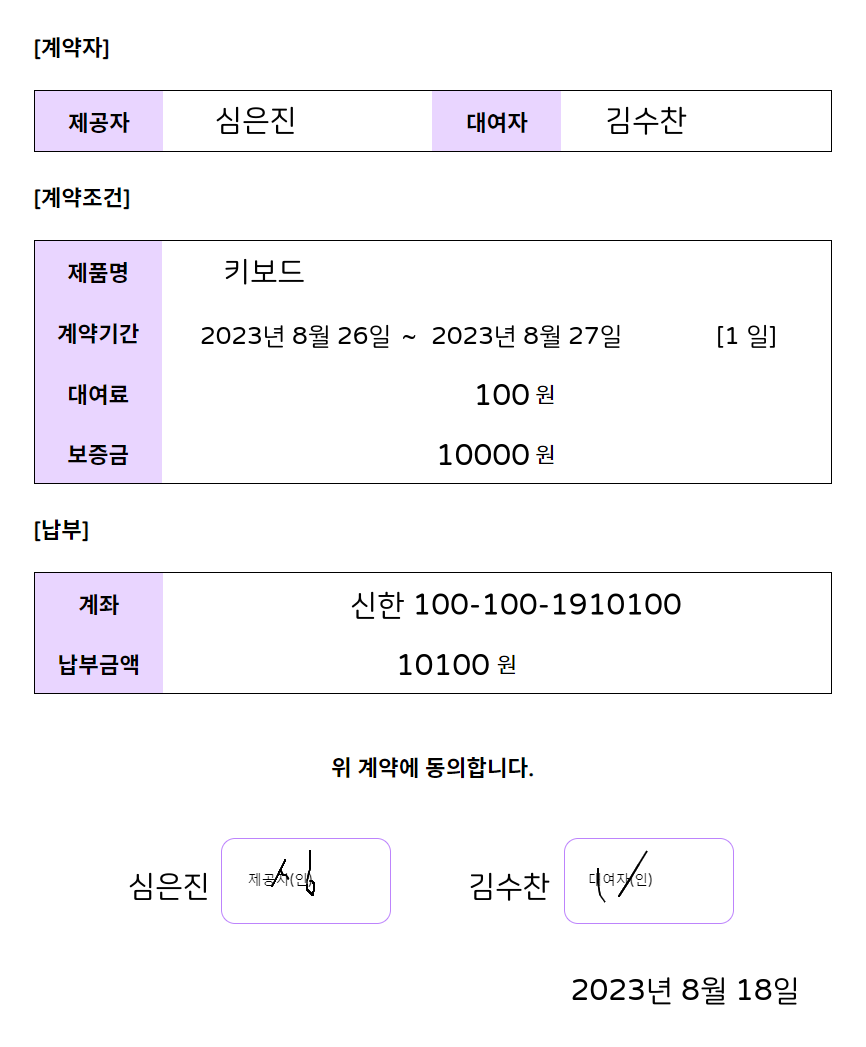 [계약자]
제공자 심은진 대여자 김수찬
[계약조건]
제품명 키보드
계약기간 2023년 8월 26일 ~ 2023년 8월 27일 [1 일]
대여료 100 원
보증금 10000 원
[납부]
계좌 신한 100-100-1910100
납부금액 10100 원
위 계약에 동의합니다.
심은진 제공자(인) 김수찬 대여자(인)
2023년 8월 18일